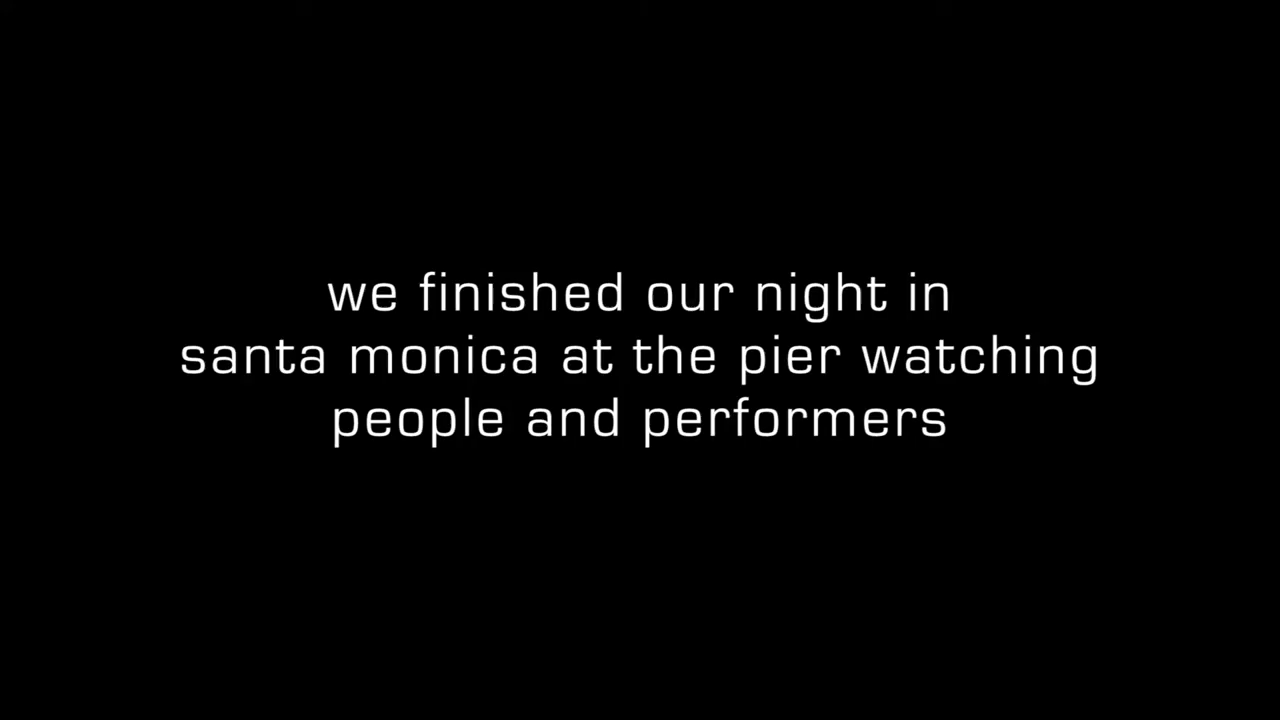 we finished our night in
santa monica at the pier watching
people and performers